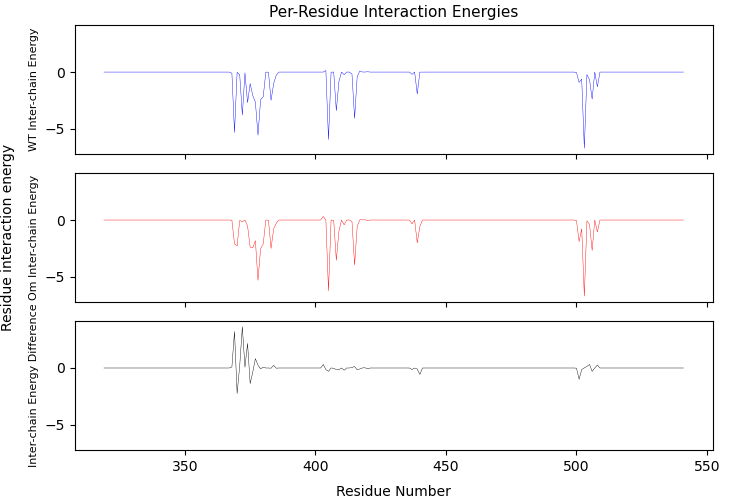 Per-Residue Interaction Energies
Residue interaction energy
WT Inter-chain Energy
0
−5
Om Inter-chain Energy
0
−5
Inter-chain Energy Difference
0
−5
350
400
450
500
550
Residue Number